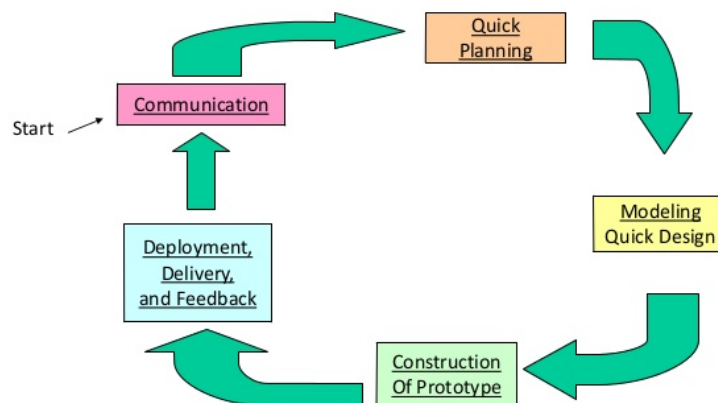 Start
Communication
Quick
Planning
Modeling
Quick Design
Construction
Of Prototype
Deployment,
Delivery,
and Feedback